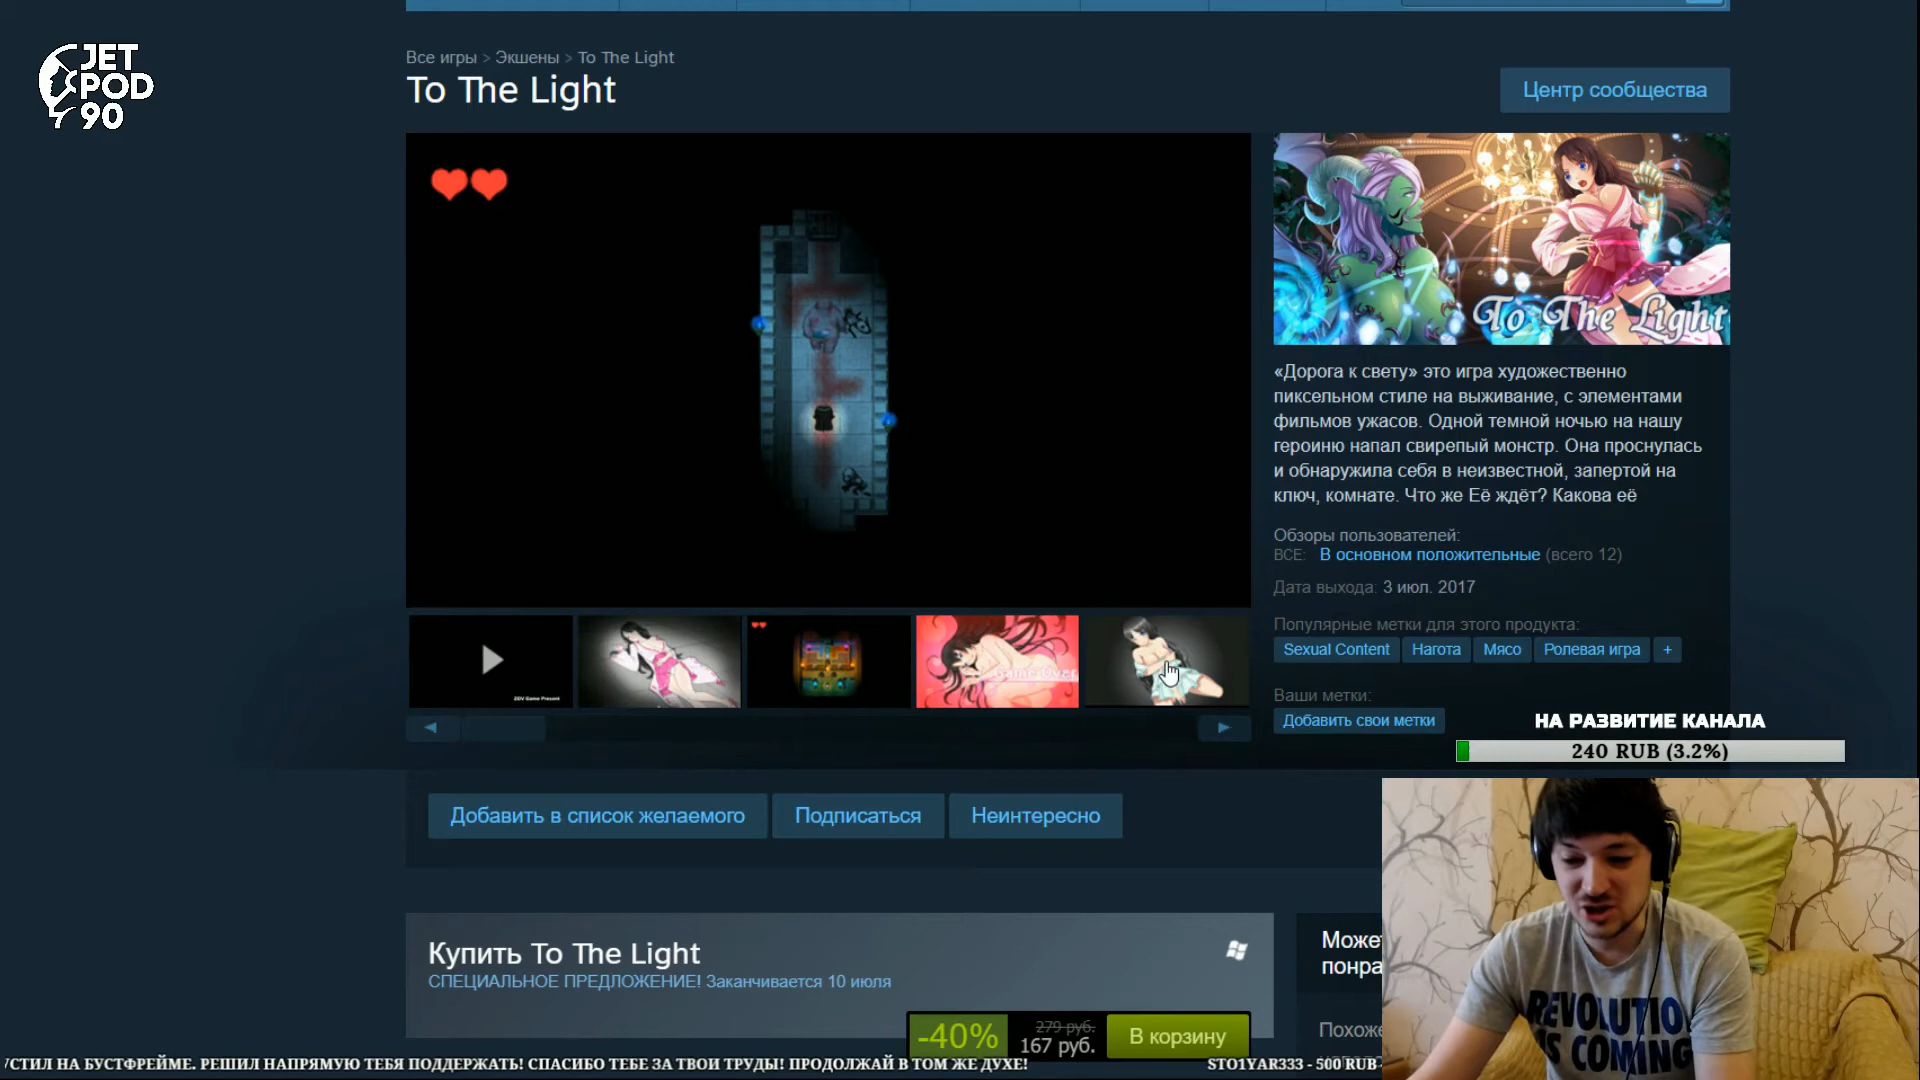 JET
POD
90
Все игры > Экшены > To The Light
To The Light
Центр сообщества
To The Light
«Дорога к свету» это игра художественно
пиксельном стиле на выживание, с элементами
фильмов ужасов. Одной темной ночью на нашу
героиню напал свирепый монстр. Она проснулась
и обнаружила себя в неизвестной, запертой на
ключ, комнате. Что же Её ждёт? Какова её
Обзоры пользователей:
ВСЕ: В основном положительные (всего 12)
Дата выхода: 3 июл. 2017
Популярные метки для этого продукта:
Sexual Content Нагота Мясо Ролевая игра +
Ваши метки:
Добавить свои метки
Game Over
НА РАЗВИТИЕ КАНАЛА
240 RUB (3.2%)
Добавить в список желаемого Подписаться Неинтересно
Купить To The Light
СПЕЦИАЛЬНОЕ ПРЕДЛОЖЕНИЕ! Заканчивается 10 июля
-40% 279 руб. 167 руб. В корзину
Може
понра
Похоже
REVOLUTIO
IS COMING
УСТИЛ НА БУСТФРЕЙМЕ. РЕШИЛ НАПРЯМУЮ ТЕБЯ ПОДДЕРЖАТЬ! СПАСИБО ТЕБЕ ЗА ТВОИ ТРУДЫ! ПРОДОЛЖАЙ В ТОМ ЖЕ ДУХЕ! STO1YAR333 - 500 RUB